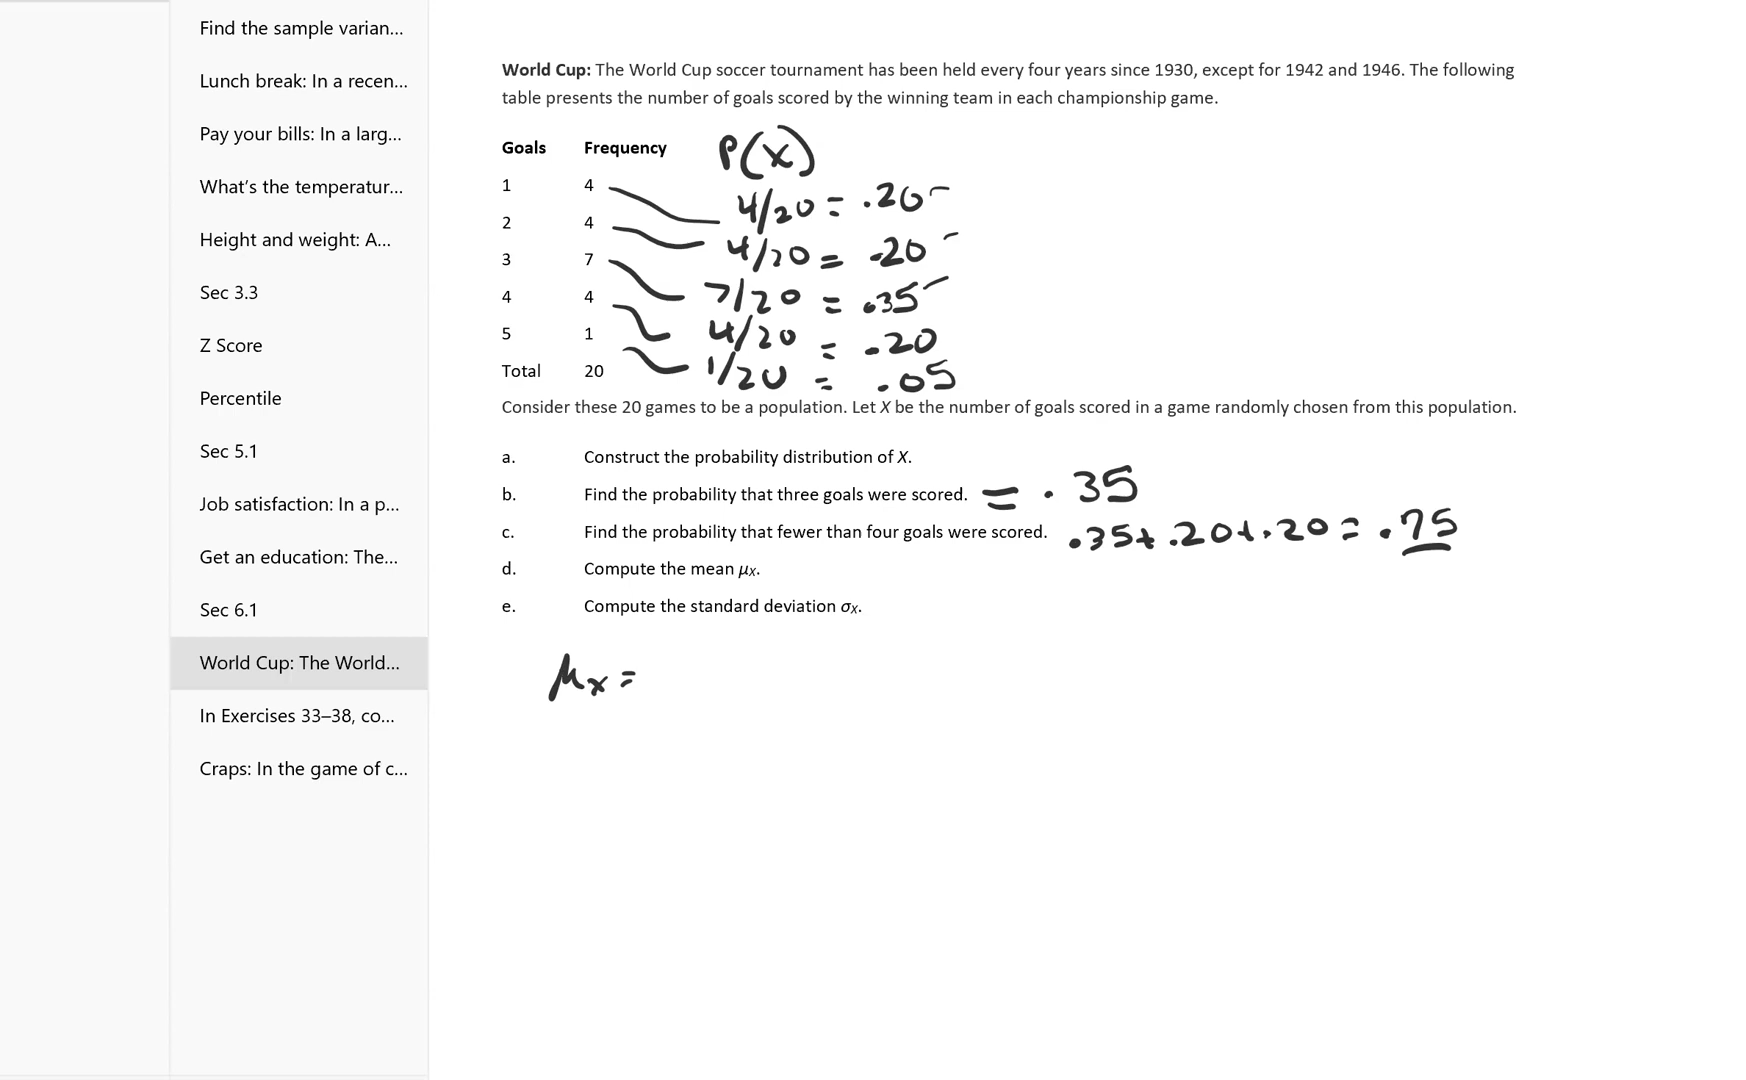 Find the sample varian...
Lunch break: In a recen...
Pay your bills: In a larg...
What's the temperatur...
Height and weight: A...
Sec 3.3
Z Score
Percentile
Sec 5.1
Job satisfaction: In a p...
Get an education: The...
Sec 6.1
World Cup: The World...
In Exercises 33–38, co...
Craps: In the game of c...
World Cup: The World Cup soccer tournament has been held every four years since 1930, except for 1942 and 1946. The following
table presents the number of goals scored by the winning team in each championship game.
Goals Frequency P(x)
1 4 4/20 = .20
2 4 4/20 = .20
3 7 7/20 = .35
4 4 4/20 = .20
5 1 1/20 = .05
Total 20
Consider these 20 games to be a population. Let X be the number of goals scored in a game randomly chosen from this population.
a. Construct the probability distribution of X.
b. Find the probability that three goals were scored. = .35
c. Find the probability that fewer than four goals were scored. .35+.20+.20=.75
d. Compute the mean μX.
e. Compute the standard deviation σX.
μx =